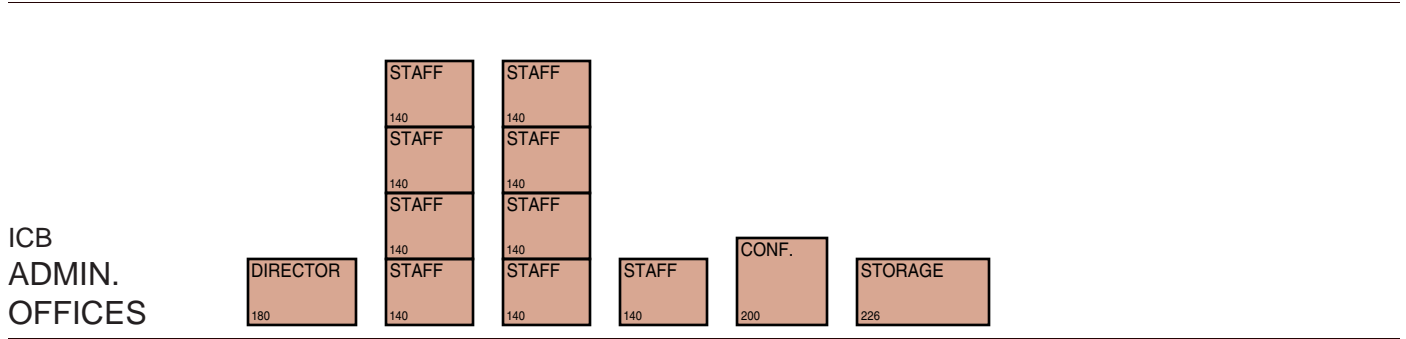 STAFF
STAFF
140
140
STAFF
STAFF
140
140
STAFF
STAFF
140
140
ICB
ADMIN.
OFFICES
DIRECTOR
180
STAFF
140
STAFF
140
STAFF
140
CONF.
200
STORAGE
226